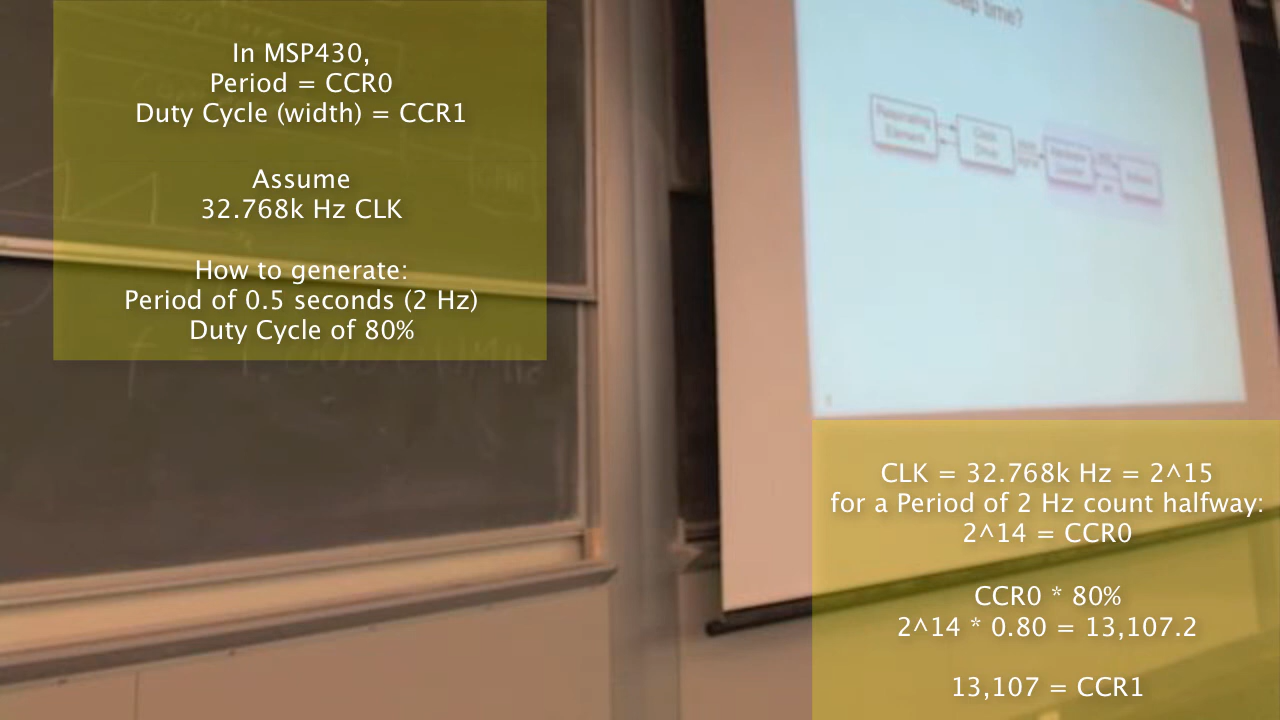 In MSP430,
Period = CCR0
Duty Cycle (width) = CCR1
Assume
32.768k Hz CLK
How to generate:
Period of 0.5 seconds (2 Hz)
Duty Cycle of 80%
time?
CLK = 32.768k Hz = 2^15
for a Period of 2 Hz count halfway:
2^14 = CCR0
CCR0 * 80%
2^14 * 0.80 = 13,107.2
13,107 = CCR1